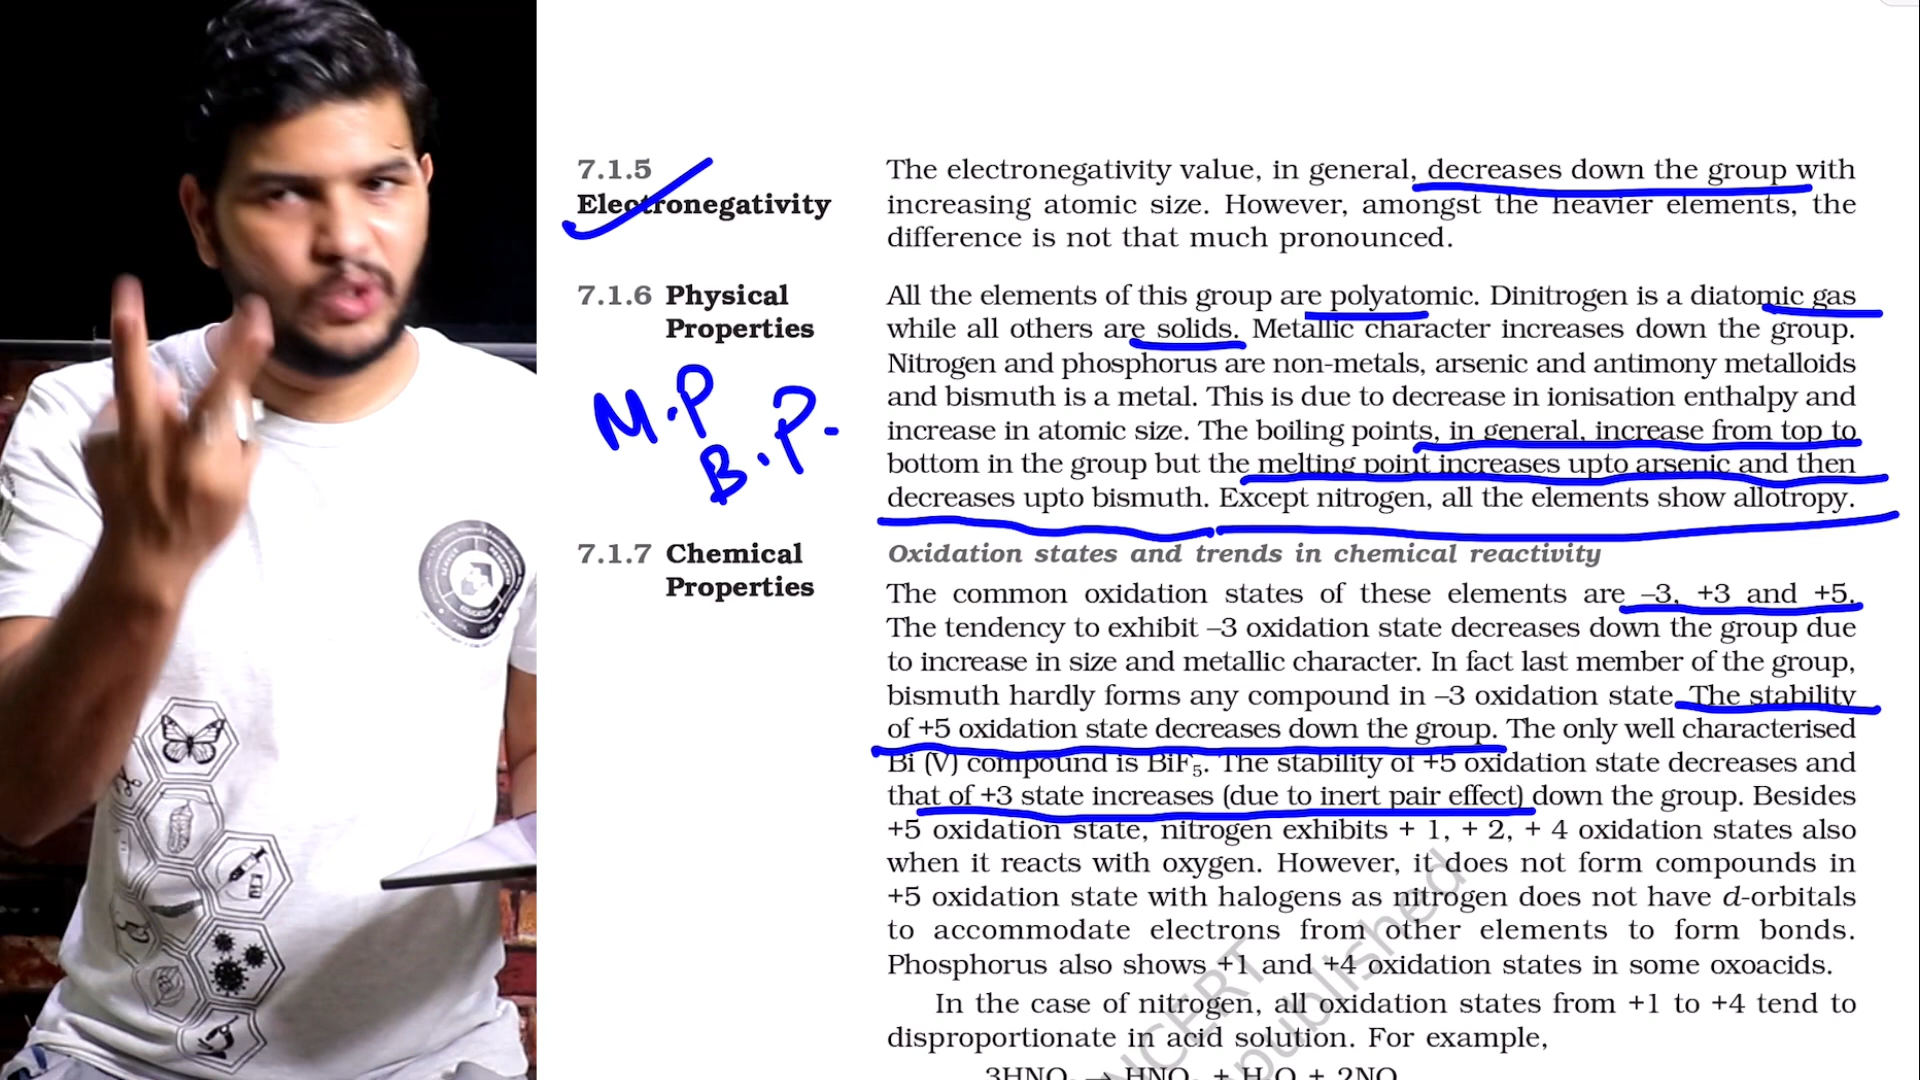 7.1.5
Electronegativity
The electronegativity value, in general, decreases down the group with
increasing atomic size. However, amongst the heavier elements, the
difference is not that much pronounced.
7.1.6 Physical
Properties
M.P
B.P.
All the elements of this group are polyatomic. Dinitrogen is a diatomic gas
while all others are solids. Metallic character increases down the group.
Nitrogen and phosphorus are non-metals, arsenic and antimony metalloids
and bismuth is a metal. This is due to decrease in ionisation enthalpy and
increase in atomic size. The boiling points, in general, increase from top to
bottom in the group but the melting point increases upto arsenic and then
decreases upto bismuth. Except nitrogen, all the elements show allotropy.
7.1.7 Chemical
Properties
Oxidation states and trends in chemical reactivity
The common oxidation states of these elements are –3, +3 and +5.
The tendency to exhibit –3 oxidation state decreases down the group due
to increase in size and metallic character. In fact last member of the group,
bismuth hardly forms any compound in –3 oxidation state. The stability
of +5 oxidation state decreases down the group. The only well characterised
Bi (V) compound is BiF₅. The stability of +5 oxidation state decreases and
that of +3 state increases (due to inert pair effect) down the group. Besides
+5 oxidation state, nitrogen exhibits + 1, + 2, + 4 oxidation states also
when it reacts with oxygen. However, it does not form compounds in
+5 oxidation state with halogens as nitrogen does not have d-orbitals
to accommodate electrons from other elements to form bonds.
Phosphorus also shows +1 and +4 oxidation states in some oxoacids.
In the case of nitrogen, all oxidation states from +1 to +4 tend to
disproportionate in acid solution. For example,
NCERT
published